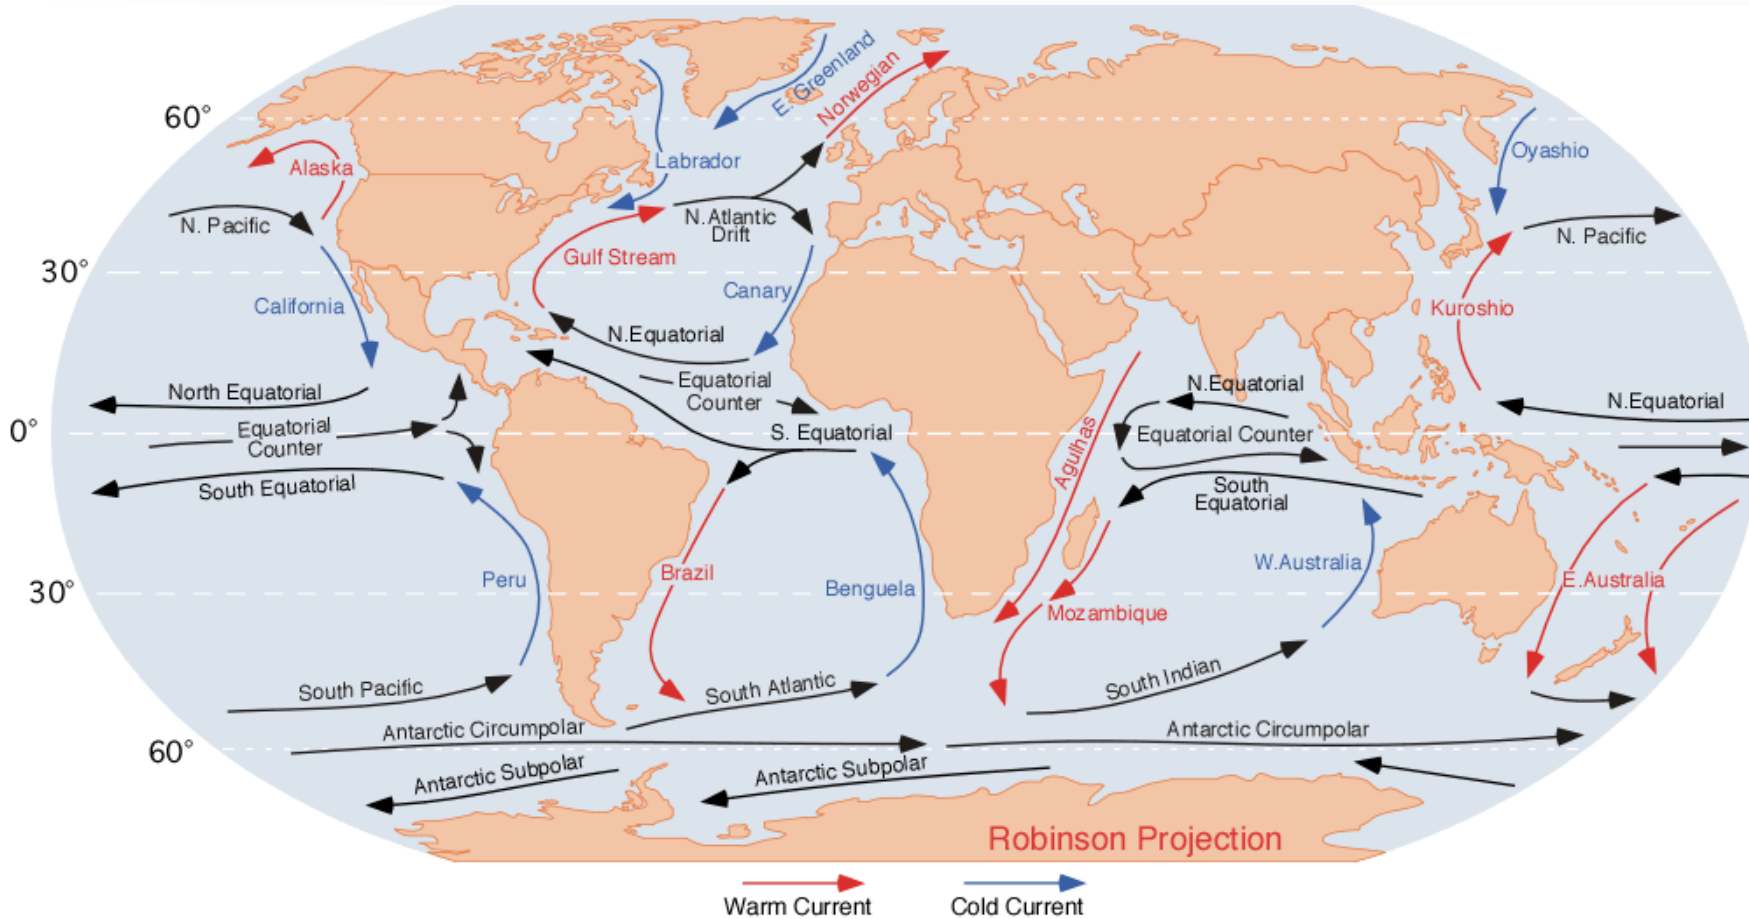 60°
E. Greenland
Norwegian
Alaska
Labrador
Oyashio
N. Pacific
N.Atlantic
Drift
N. Pacific
Gulf Stream
30°
California
Canary
Kuroshio
N.Equatorial
North Equatorial
Equatorial
Counter
N.Equatorial
N.Equatorial
0°
Equatorial
Counter
S. Equatorial
Equatorial Counter
Agulhas
South Equatorial
South
Equatorial
Peru
Brazil
Benguela
W.Australia
E.Australia
30°
Mozambique
South Pacific
South Atlantic
South Indian
Antarctic Circumpolar
Antarctic Circumpolar
60°
Antarctic Subpolar
Antarctic Subpolar
Robinson Projection
Warm Current
Cold Current